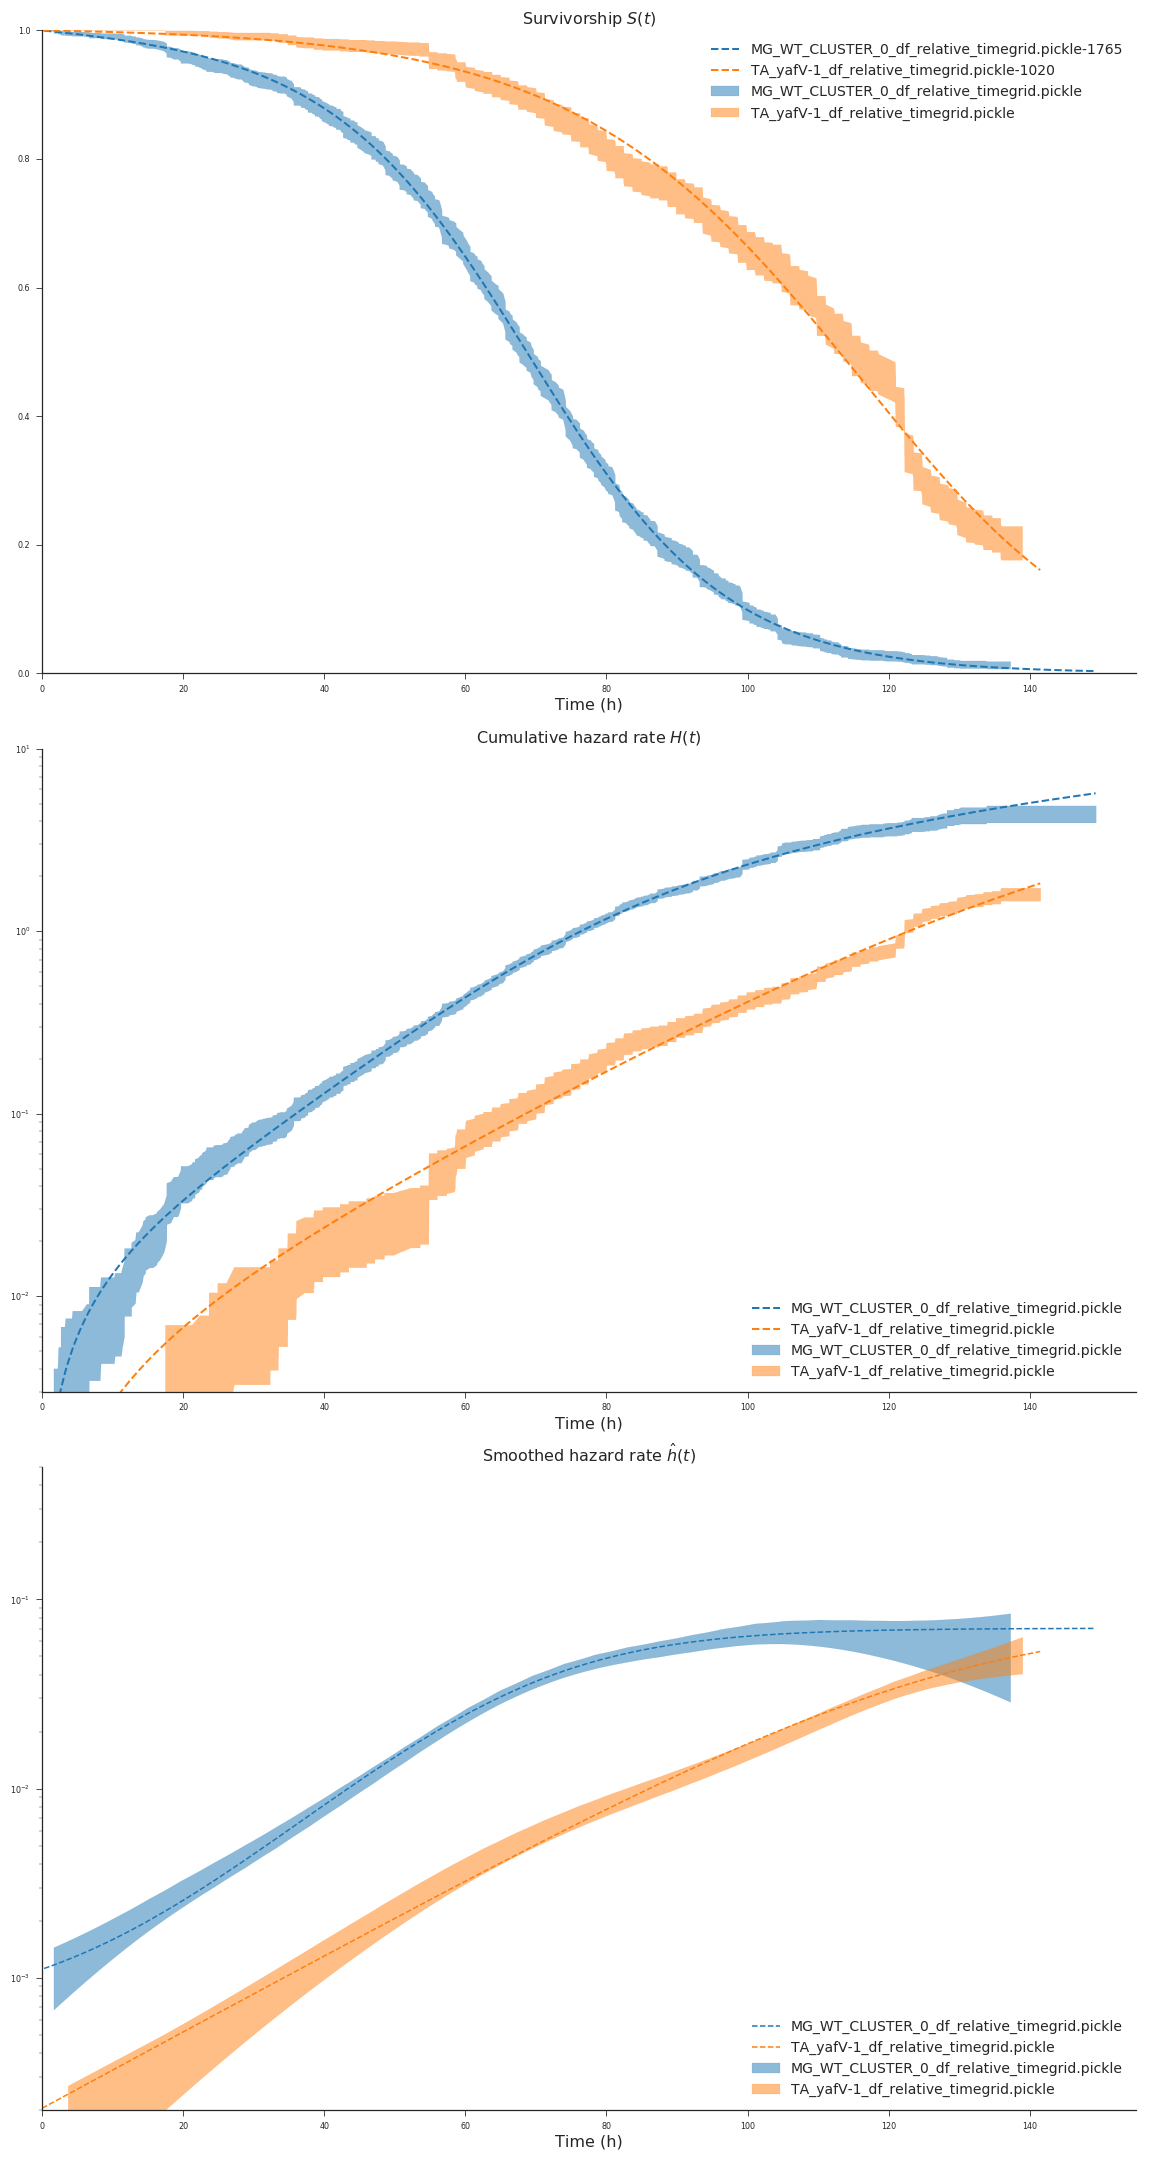 Survivorship S(t)
1.0
0.8
0.6
0.4
0.2
0.0
MG_WT_CLUSTER_0_df_relative_timegrid.pickle-1765
TA_yafV-1_df_relative_timegrid.pickle-1020
MG_WT_CLUSTER_0_df_relative_timegrid.pickle
TA_yafV-1_df_relative_timegrid.pickle
0 20 40 60 80 100 120 140
Time (h)
Cumulative hazard rate H(t)
10¹
10⁰
10⁻¹
10⁻²
MG_WT_CLUSTER_0_df_relative_timegrid.pickle
TA_yafV-1_df_relative_timegrid.pickle
MG_WT_CLUSTER_0_df_relative_timegrid.pickle
TA_yafV-1_df_relative_timegrid.pickle
0 20 40 60 80 100 120 140
Time (h)
Smoothed hazard rate ĥ(t)
10⁻¹
10⁻²
10⁻³
MG_WT_CLUSTER_0_df_relative_timegrid.pickle
TA_yafV-1_df_relative_timegrid.pickle
MG_WT_CLUSTER_0_df_relative_timegrid.pickle
TA_yafV-1_df_relative_timegrid.pickle
0 20 40 60 80 100 120 140
Time (h)